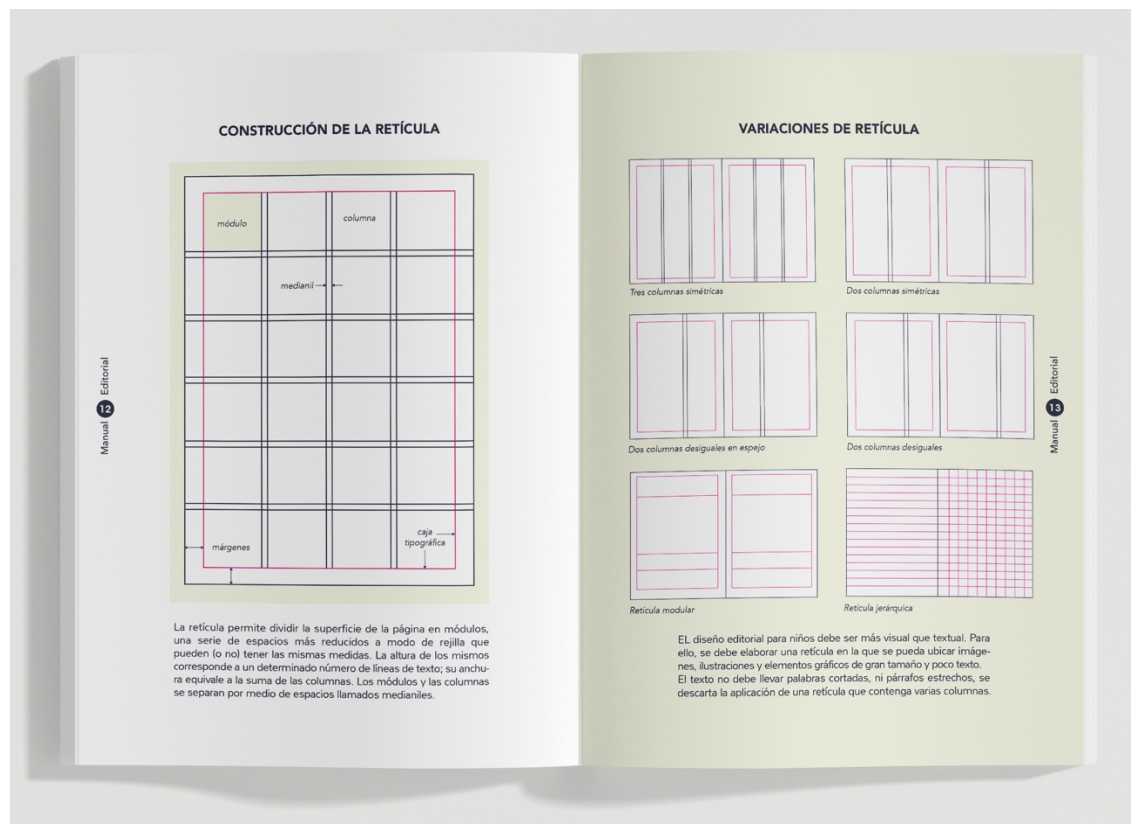 CONSTRUCCIÓN DE LA RETÍCULA
módulo
columna
medianil
márgenes
caja
tipográfica
La retícula permite dividir la superficie de la página en módulos,
una serie de espacios más reducidos a modo de rejilla que
pueden (o no) tener las mismas medidas. La altura de los mismos
corresponde a un determinado número de líneas de texto; su anchu-
ra equivale a la suma de las columnas. Los módulos y las columnas
se separan por medio de espacios llamados medianiles.
Manual 12 Editorial
VARIACIONES DE RETÍCULA
Tres columnas simétricas
Dos columnas simétricas
Dos columnas desiguales en espejo
Dos columnas desiguales
Retícula modular
Retícula jerárquica
EL diseño editorial para niños debe ser más visual que textual. Para
ello, se debe elaborar una retícula en la que se pueda ubicar imáge-
nes, ilustraciones y elementos gráficos de gran tamaño y poco texto.
El texto no debe llevar palabras cortadas, ni párrafos estrechos, se
descarta la aplicación de una retícula que contenga varias columnas.
Manual 13 Editorial